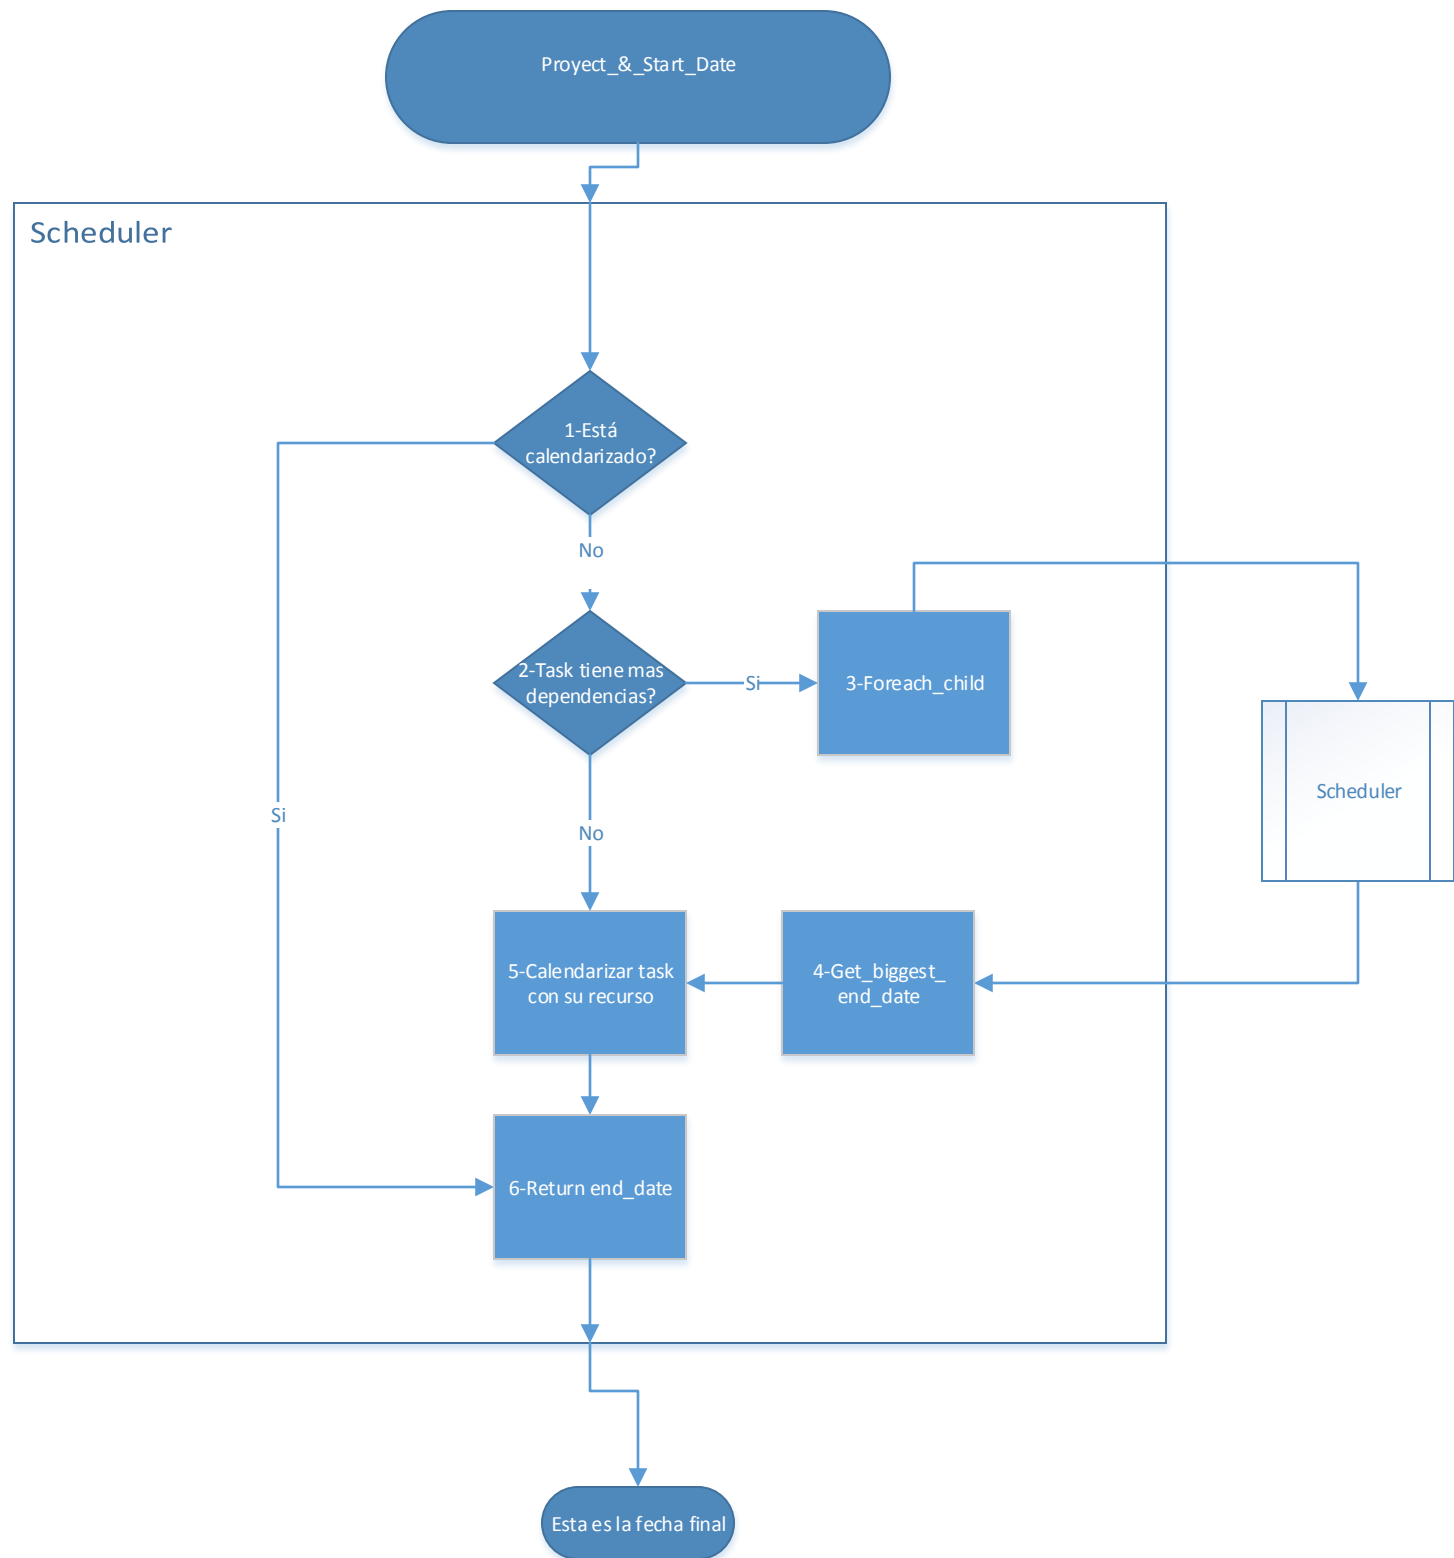 Proyect_&_Start_Date
Scheduler
1-Está
calendarizado?
No
2-Task tiene mas
dependencias?
Si
3-Foreach_child
Scheduler
Si
No
5-Calendarizar task
con su recurso
4-Get_biggest_
end_date
6-Return end_date
Esta es la fecha final